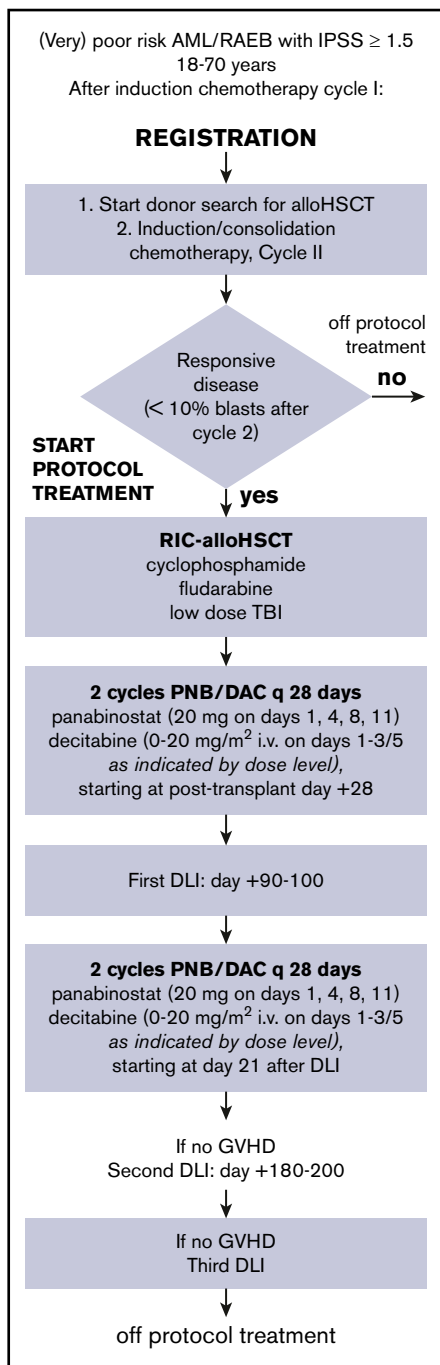 (Very) poor risk AML/RAEB with IPSS ≥ 1.5
18-70 years
After induction chemotherapy cycle I:
REGISTRATION
1. Start donor search for alloHSCT
2. Induction/consolidation
chemotherapy, Cycle II
off protocol
treatment
no
Responsive
disease
(< 10% blasts after
cycle 2)
START
PROTOCOL
TREATMENT
yes
RIC-alloHSCT
cyclophosphamide
fludarabine
low dose TBI
2 cycles PNB/DAC q 28 days
panabinostat (20 mg on days 1, 4, 8, 11)
decitabine (0-20 mg/m² i.v. on days 1-3/5
as indicated by dose level),
starting at post-transplant day +28
First DLI: day +90-100
2 cycles PNB/DAC q 28 days
panabinostat (20 mg on days 1, 4, 8, 11)
decitabine (0-20 mg/m² i.v. on days 1-3/5
as indicated by dose level),
starting at day 21 after DLI
If no GVHD
Second DLI: day +180-200
If no GVHD
Third DLI
off protocol treatment